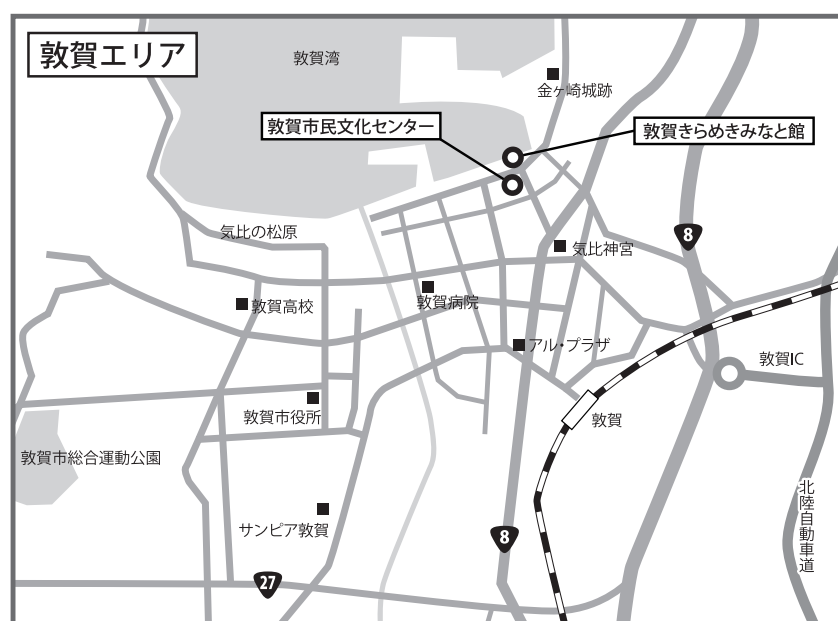 敦賀エリア
敦賀湾
金ヶ崎城跡
敦賀市民文化センター
敦賀きらめきみなと館
気比の松原
気比神宮
8
敦賀高校
敦賀病院
アル・プラザ
敦賀IC
敦賀市役所
敦賀
敦賀市総合運動公園
北陸自動車道
サンピア敦賀
8
27